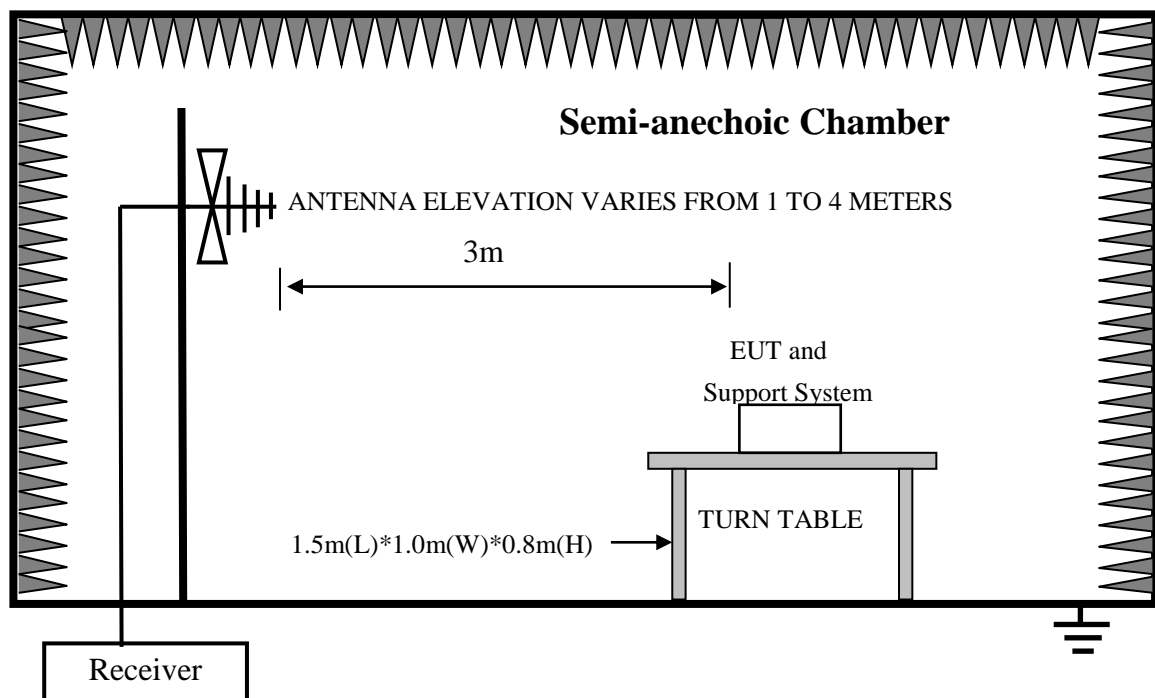 Semi-anechoic Chamber
ANTENNA ELEVATION VARIES FROM 1 TO 4 METERS
3m
EUT and
Support System
TURN TABLE
1.5m(L)*1.0m(W)*0.8m(H)
Receiver